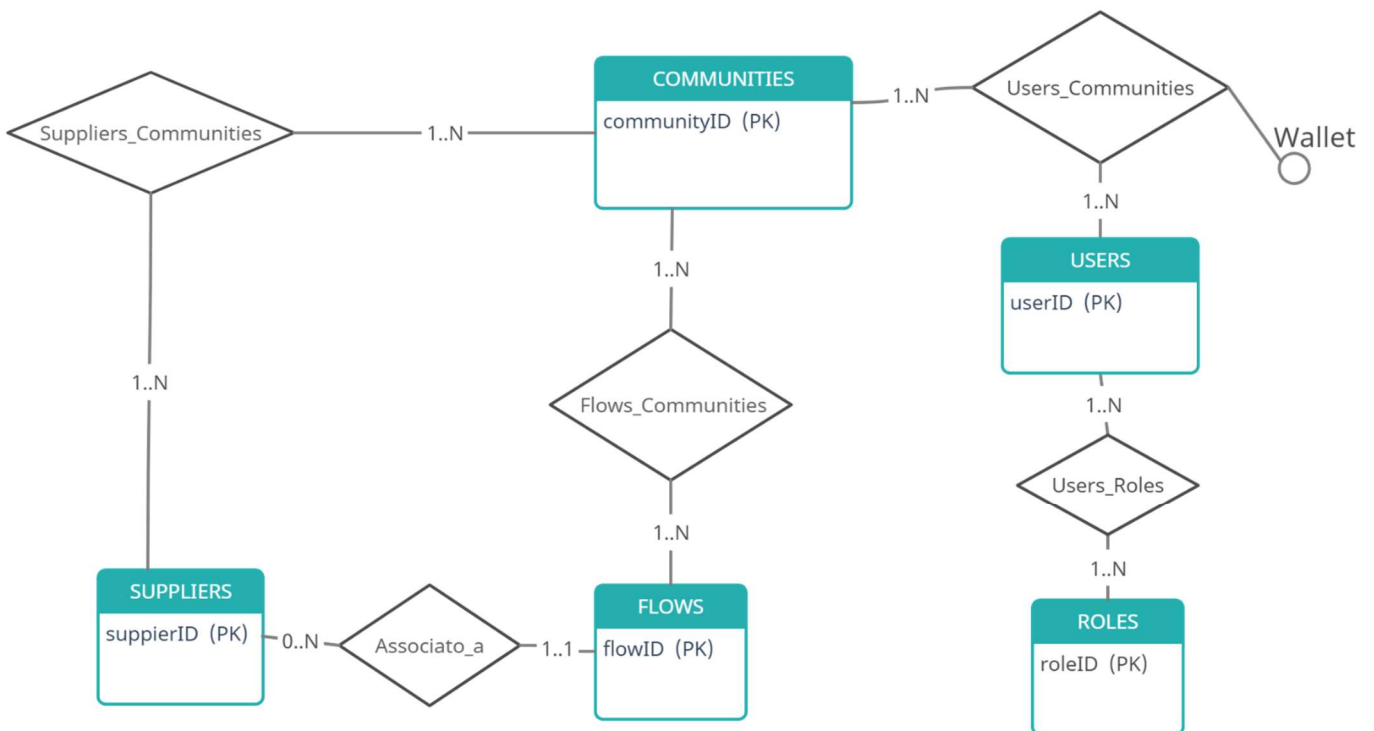 COMMUNITIES
communityID (PK)
Users_Communities
1..N
Wallet
Suppliers_Communities
1..N
1..N
USERS
userID (PK)
1..N
1..N
1..N
Flows_Communities
Users_Roles
1..N
1..N
SUPPLIERS
suppierID (PK)
0..N
Associato_a
1..1
FLOWS
flowID (PK)
ROLES
roleID (PK)